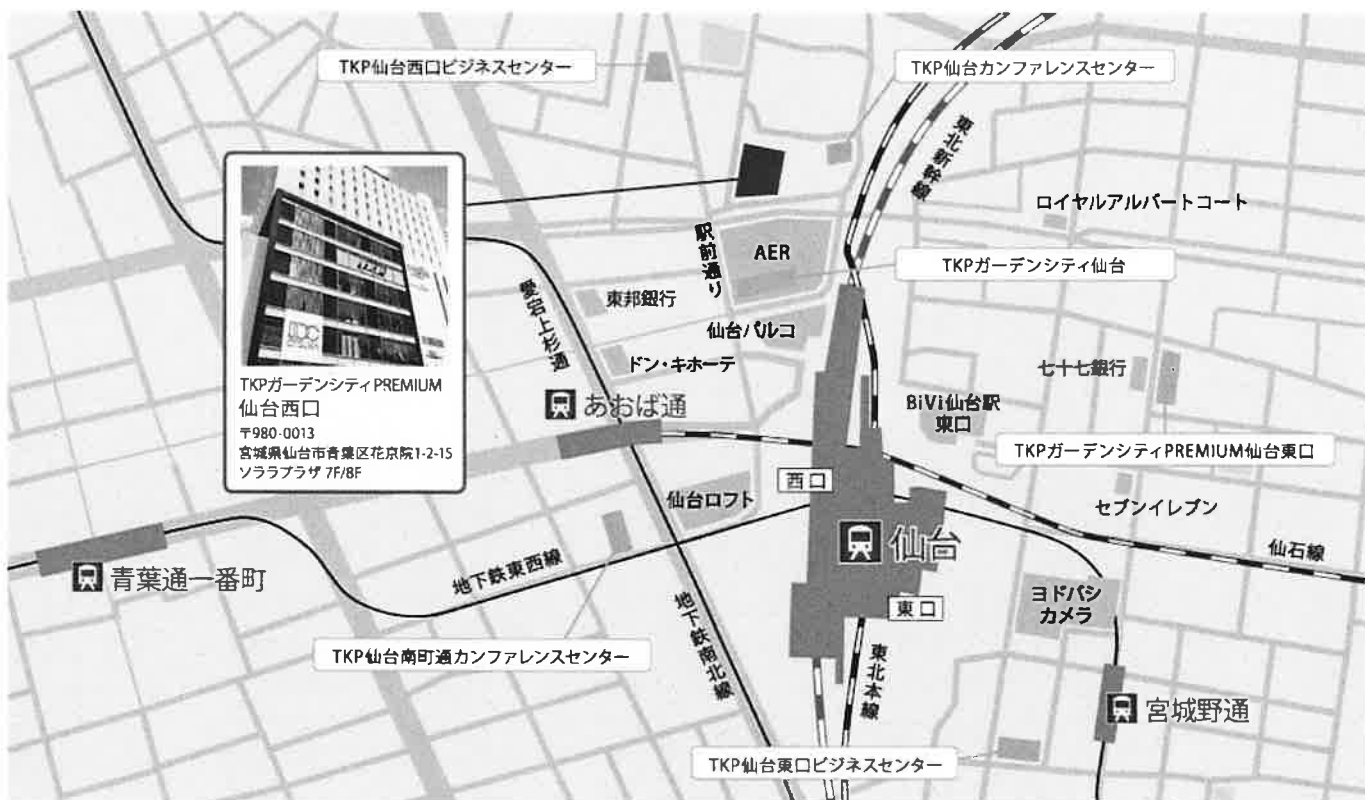 TKP仙台西口ビジネスセンター
TKP仙台カンファレンスセンター
東北新幹線
ロイヤルアルバートコート
駅前通り
AER
TKPガーデンシティ仙台
愛宕上杉通
東邦銀行
仙台パルコ
ドン・キホーテ
七十七銀行
TKPガーデンシティPREMIUM
仙台西口
〒980-0013
宮城県仙台市青葉区花京院1-2-15
ソララプラザ 7F/8F
あおば通
BiVi仙台駅
東口
TKPガーデンシティPREMIUM仙台東口
西口
仙台ロフト
セブンイレブン
仙台
仙石線
青葉通一番町
地下鉄東西線
ヨドバシ
カメラ
東口
地下鉄南北線
TKP仙台南町通カンファレンスセンター
東北本線
宮城野通
TKP仙台東口ビジネスセンター